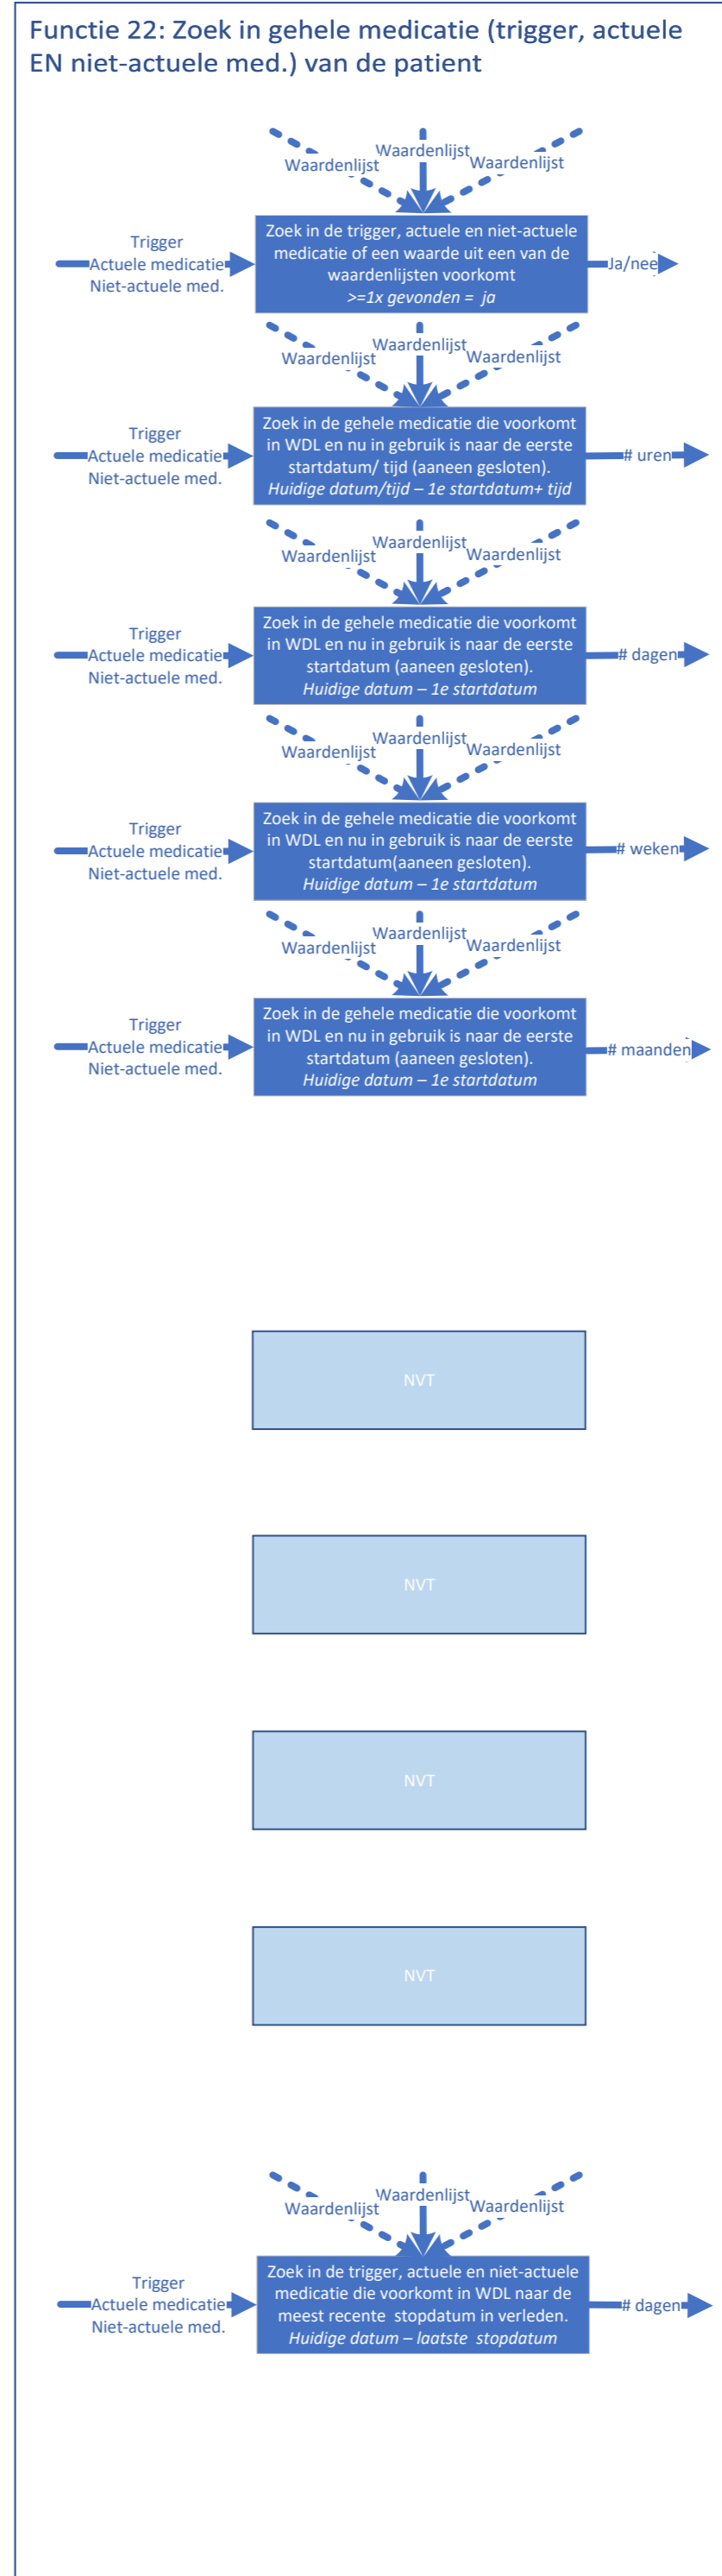 Functie 22: Zoek in gehele medicatie (trigger, actuele
EN niet-actuele med.) van de patient
Waardenlijst
Waardenlijst
Waardenlijst
Trigger
Actuele medicatie
Niet-actuele med.
Zoek in de trigger, actuele en niet-actuele
medicatie of een waarde uit een van de
waardenlijsten voorkomt
>=1x gevonden = ja
Ja/nee
Waardenlijst
Waardenlijst
Waardenlijst
Trigger
Actuele medicatie
Niet-actuele med.
Zoek in de gehele medicatie die voorkomt
in WDL en nu in gebruik is naar de eerste
startdatum/ tijd (aaneen gesloten).
Huidige datum/tijd – 1e startdatum+ tijd
# uren
Waardenlijst
Waardenlijst
Waardenlijst
Trigger
Actuele medicatie
Niet-actuele med.
Zoek in de gehele medicatie die voorkomt
in WDL en nu in gebruik is naar de eerste
startdatum (aaneen gesloten).
Huidige datum – 1e startdatum
# dagen
Waardenlijst
Waardenlijst
Waardenlijst
Trigger
Actuele medicatie
Niet-actuele med.
Zoek in de gehele medicatie die voorkomt
in WDL en nu in gebruik is naar de eerste
startdatum(aaneen gesloten).
Huidige datum – 1e startdatum
# weken
Waardenlijst
Waardenlijst
Waardenlijst
Trigger
Actuele medicatie
Niet-actuele med.
Zoek in de gehele medicatie die voorkomt
in WDL en nu in gebruik is naar de eerste
startdatum (aaneen gesloten).
Huidige datum – 1e startdatum
# maanden
NVT
NVT
NVT
NVT
Waardenlijst
Waardenlijst
Waardenlijst
Trigger
Actuele medicatie
Niet-actuele med.
Zoek in de trigger, actuele en niet-actuele
medicatie die voorkomt in WDL naar de
meest recente stopdatum in verleden.
Huidige datum – laatste stopdatum
# dagen